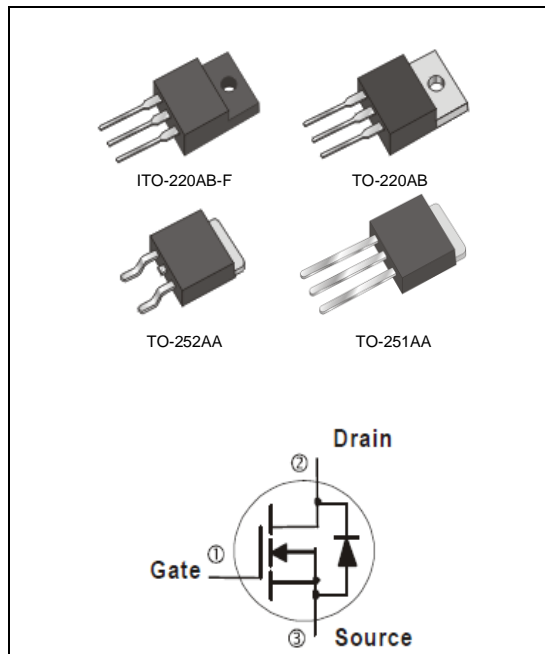 ITO-220AB-F
TO-220AB
TO-252AA
TO-251AA
Drain
②
①
Gate
③
Source